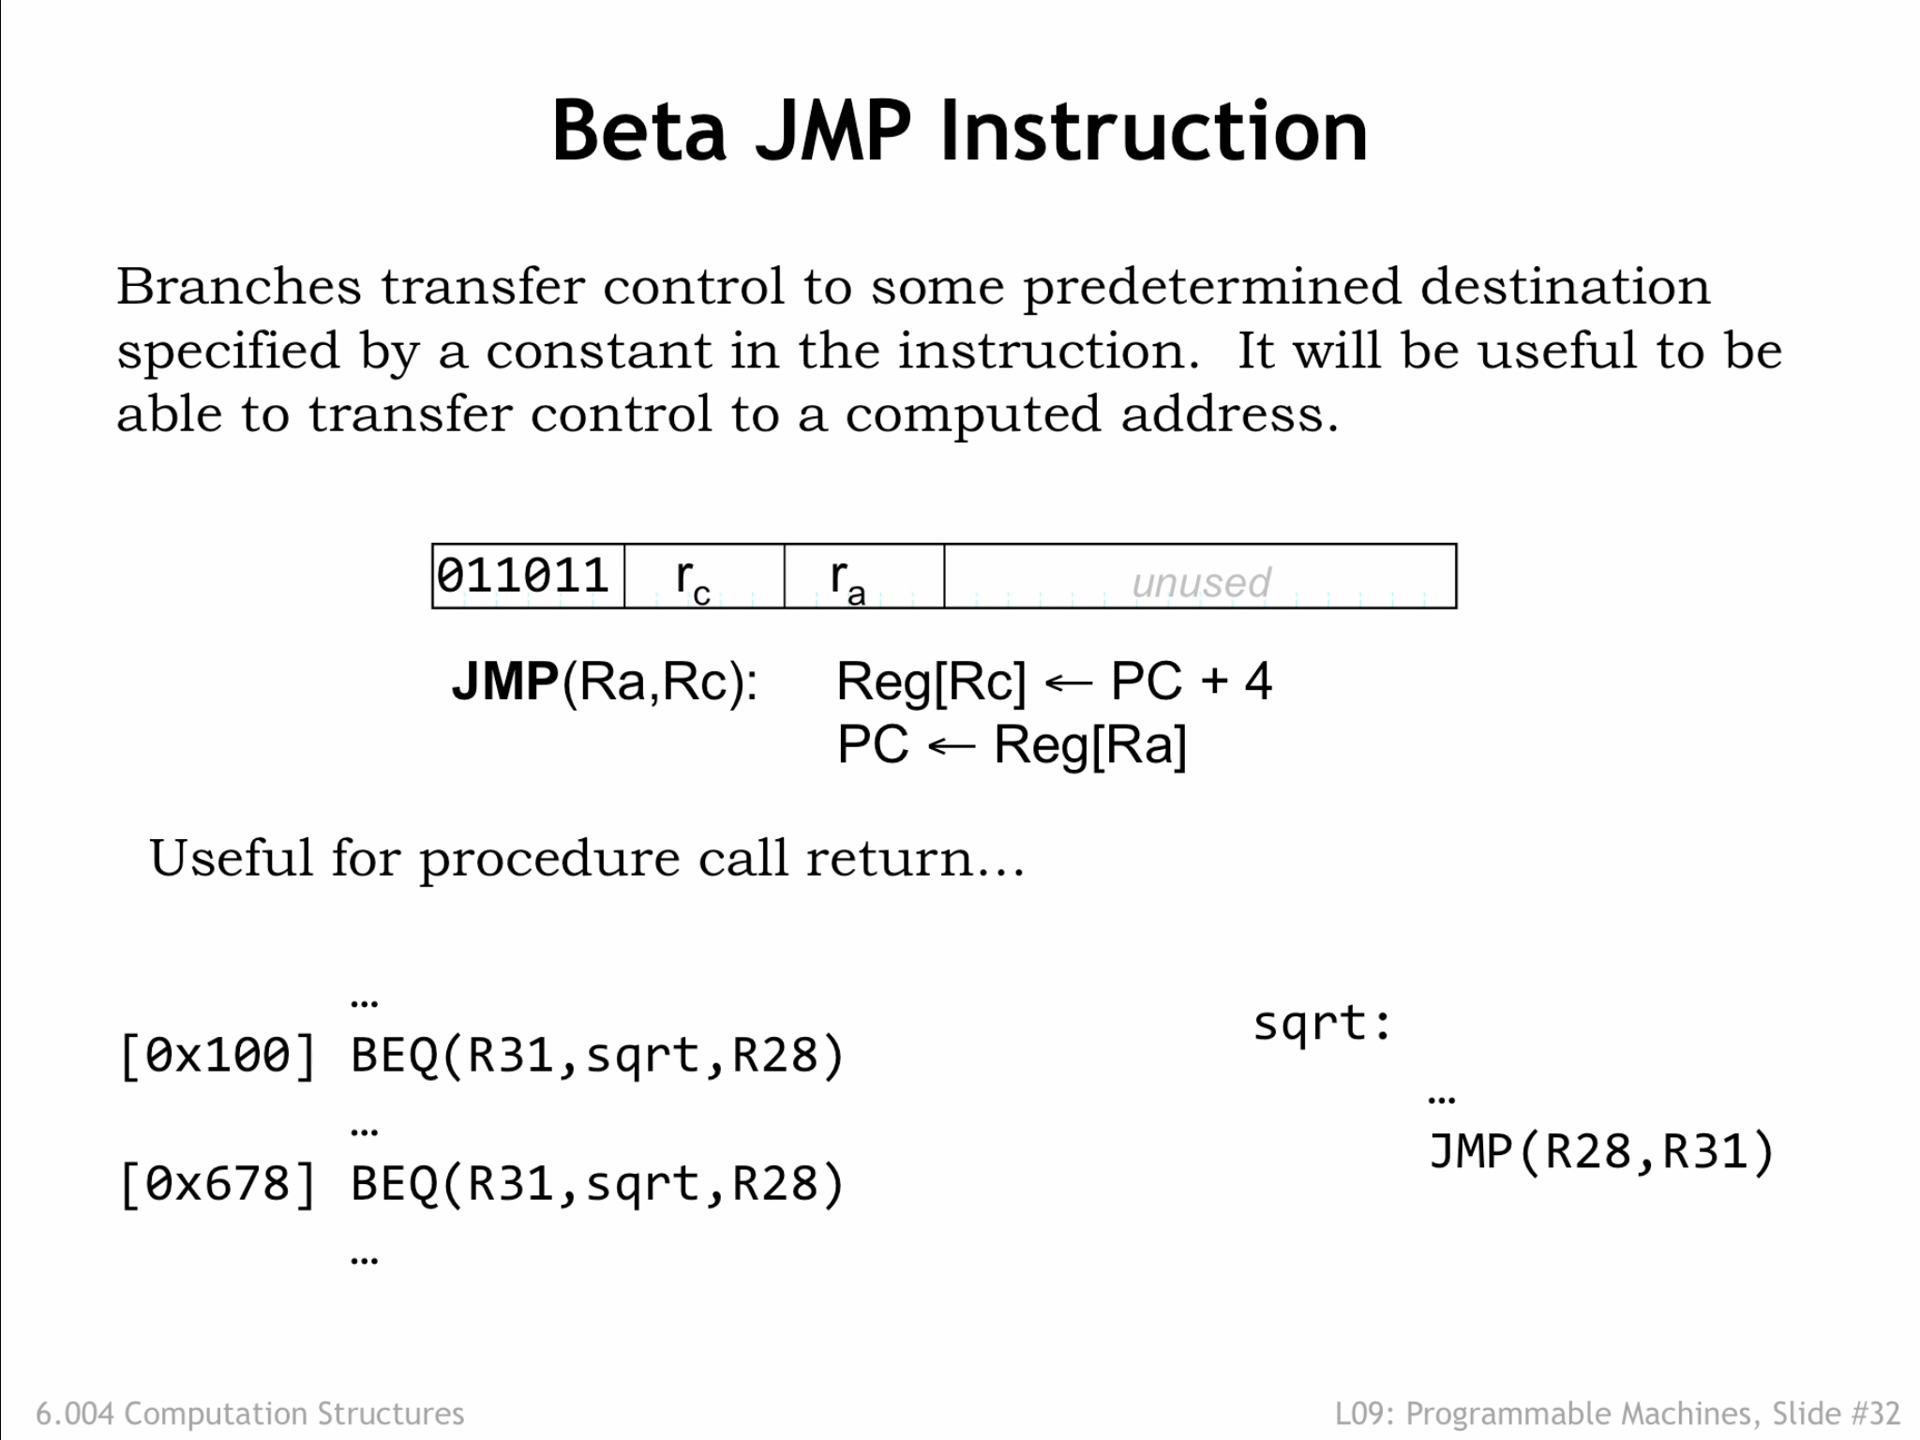 Beta JMP Instruction
Branches transfer control to some predetermined destination
specified by a constant in the instruction.  It will be useful to be
able to transfer control to a computed address.
011011 rc ra unused
JMP(Ra,Rc): Reg[Rc] ← PC + 4
PC ← Reg[Ra]
Useful for procedure call return…
…
[0x100] BEQ(R31,sqrt,R28)
…
[0x678] BEQ(R31,sqrt,R28)
…
sqrt:
…
JMP(R28,R31)
6.004 Computation Structures
L09: Programmable Machines, Slide #32